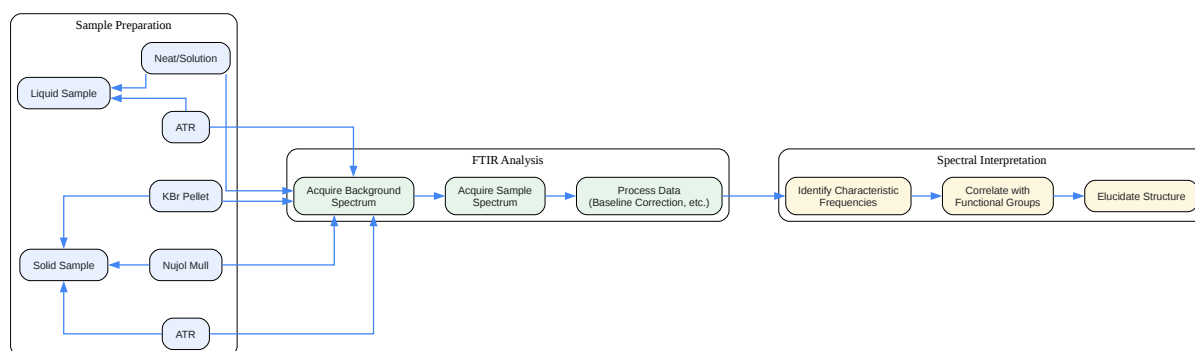 Sample Preparation
Neat/Solution
Liquid Sample
ATR
KBr Pellet
Solid Sample
Nujol Mull
ATR
FTIR Analysis
Acquire Background
Spectrum
Acquire Sample
Spectrum
Process Data
(Baseline Correction, etc.)
Spectral Interpretation
Identify Characteristic
Frequencies
Correlate with
Functional Groups
Elucidate Structure